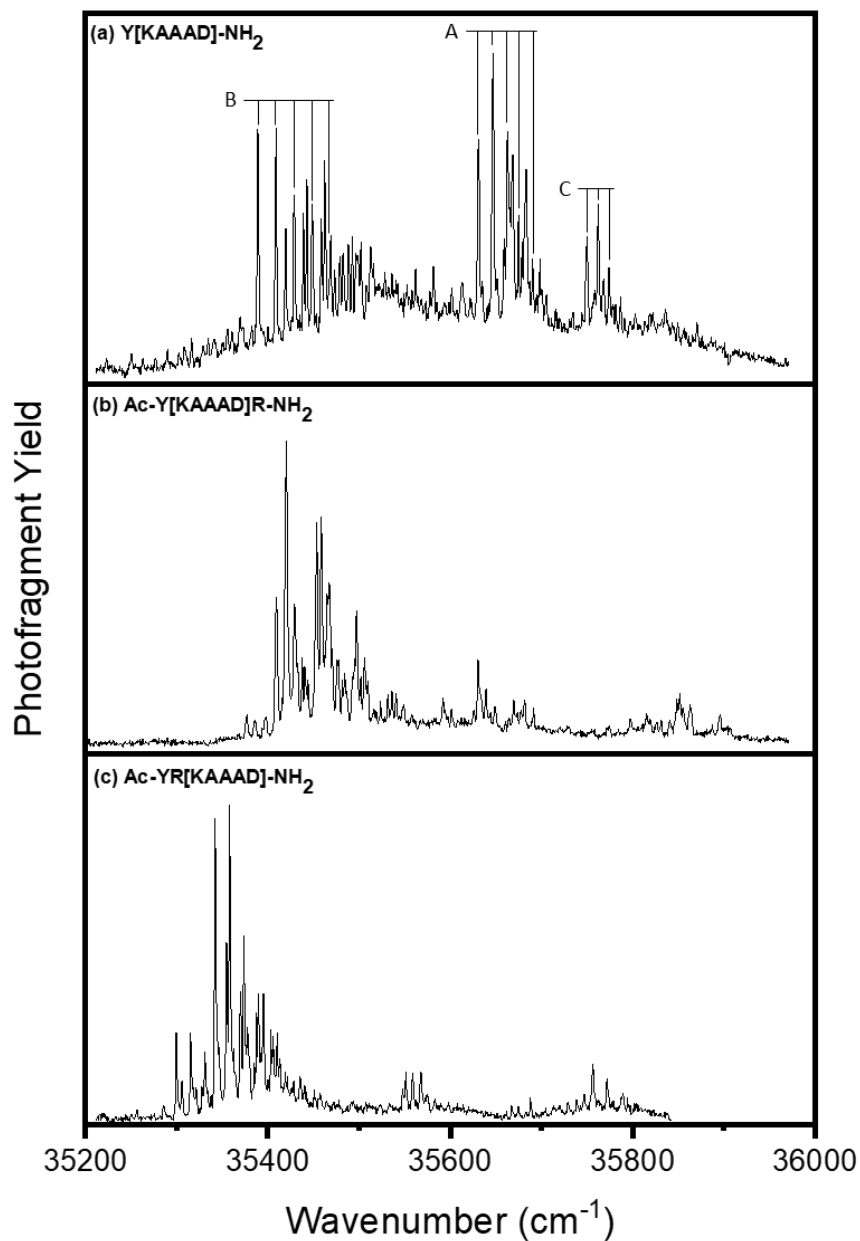 (a) Y[KAAAD]-NH2
A
B
C
(b) Ac-Y[KAAAD]R-NH2
(c) Ac-YR[KAAAD]-NH2
Photofragment Yield
35200 35400 35600 35800 36000
Wavenumber (cm-1)